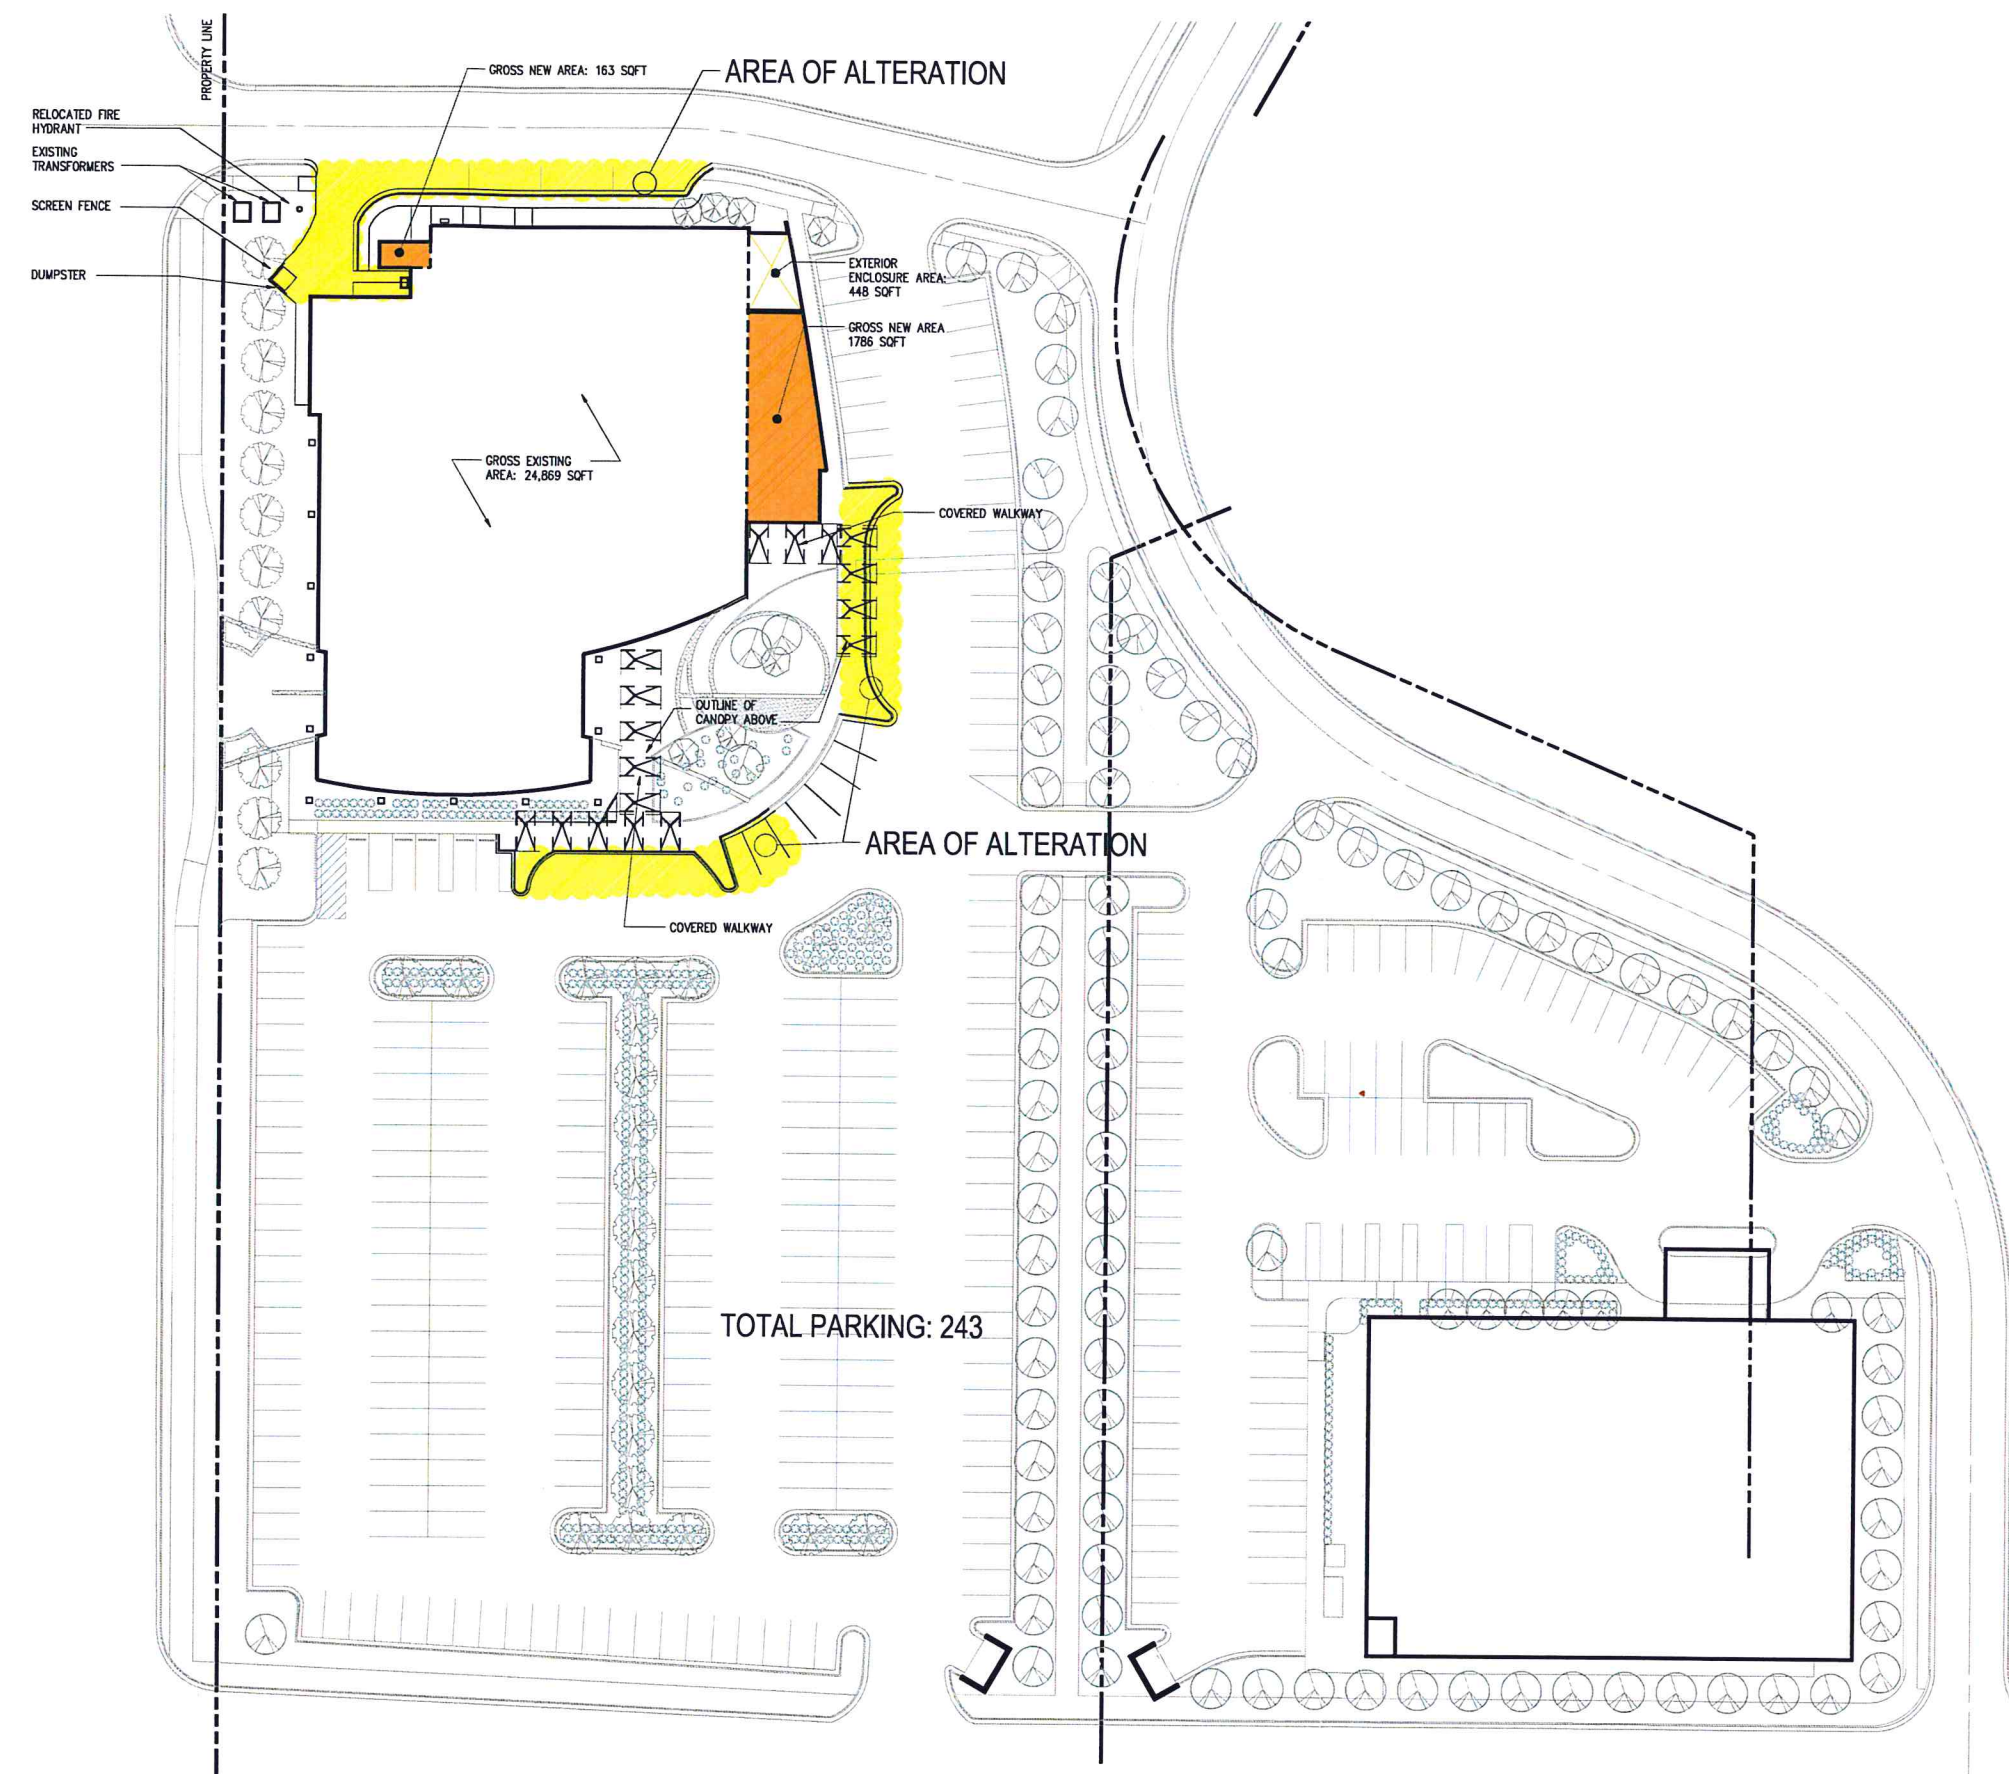 PROPERTY LINE
GROSS NEW AREA: 163 SQFT
AREA OF ALTERATION
RELOCATED FIRE
HYDRANT
EXISTING
TRANSFORMERS
SCREEN FENCE
DUMPSTER
EXTERIOR
ENCLOSURE AREA:
448 SQFT
GROSS NEW AREA
1786 SQFT
GROSS EXISTING
AREA: 24,869 SQFT
COVERED WALKWAY
OUTLINE OF
CANOPY ABOVE
AREA OF ALTERATION
COVERED WALKWAY
TOTAL PARKING: 243